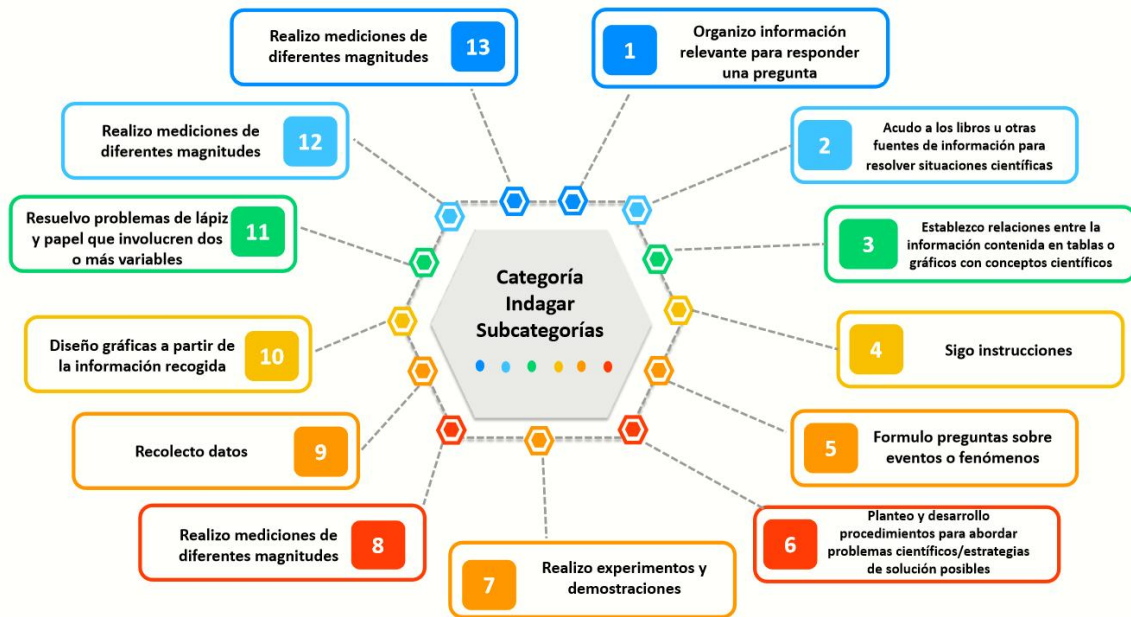 Categoría
Indagar
Subcategorías
1
Organizo información
relevante para responder
una pregunta
2
Acudo a los libros u otras
fuentes de información para
resolver situaciones científicas
3
Establezco relaciones entre la
información contenida en tablas o
gráficos con conceptos científicos
4
Sigo instrucciones
5
Formulo preguntas sobre
eventos o fenómenos
6
Planteo y desarrollo
procedimientos para abordar
problemas científicos/estrategias
de solución posibles
7
Realizo experimentos y
demostraciones
8
Realizo mediciones de
diferentes magnitudes
9
Recolecto datos
10
Diseño gráficas a partir de
la información recogida
11
Resuelvo problemas de lápiz
y papel que involucren dos
o más variables
12
Realizo mediciones de
diferentes magnitudes
13
Realizo mediciones de
diferentes magnitudes